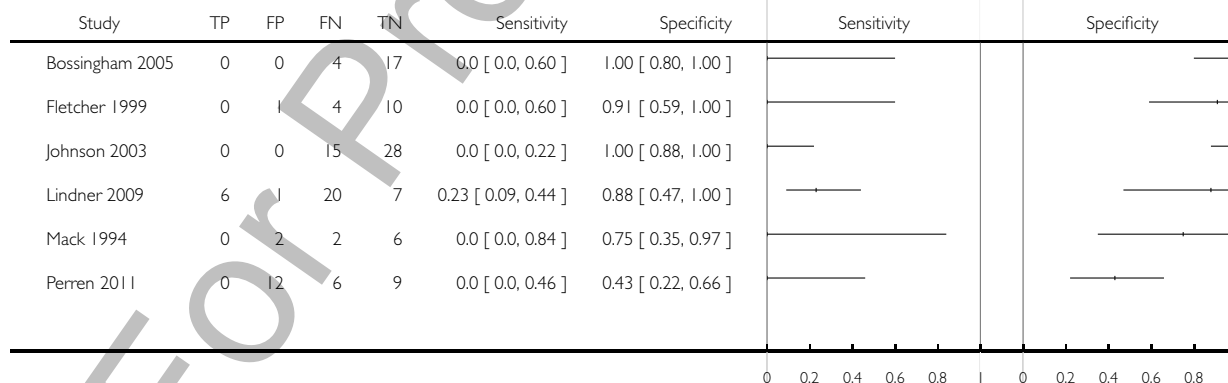 Study TP FP FN TN Sensitivity Specificity Sensitivity Specificity
Bossingham 2005 0 0 4 17 0.0 [ 0.0, 0.60 ] 1.00 [ 0.80, 1.00 ]
Fletcher 1999 0 1 4 10 0.0 [ 0.0, 0.60 ] 0.91 [ 0.59, 1.00 ]
Johnson 2003 0 0 15 28 0.0 [ 0.0, 0.22 ] 1.00 [ 0.88, 1.00 ]
Lindner 2009 6 1 20 7 0.23 [ 0.09, 0.44 ] 0.88 [ 0.47, 1.00 ]
Mack 1994 0 2 2 6 0.0 [ 0.0, 0.84 ] 0.75 [ 0.35, 0.97 ]
Perren 2011 0 12 6 9 0.0 [ 0.0, 0.46 ] 0.43 [ 0.22, 0.66 ]
0 0.2 0.4 0.6 0.8 1 0 0.2 0.4 0.6 0.8
For